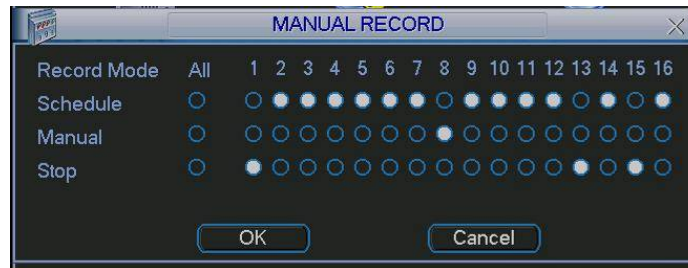 MANUAL RECORD
Record Mode All 1 2 3 4 5 6 7 8 9 10 11 12 13 14 15 16
Schedule
Manual
Stop
OK Cancel